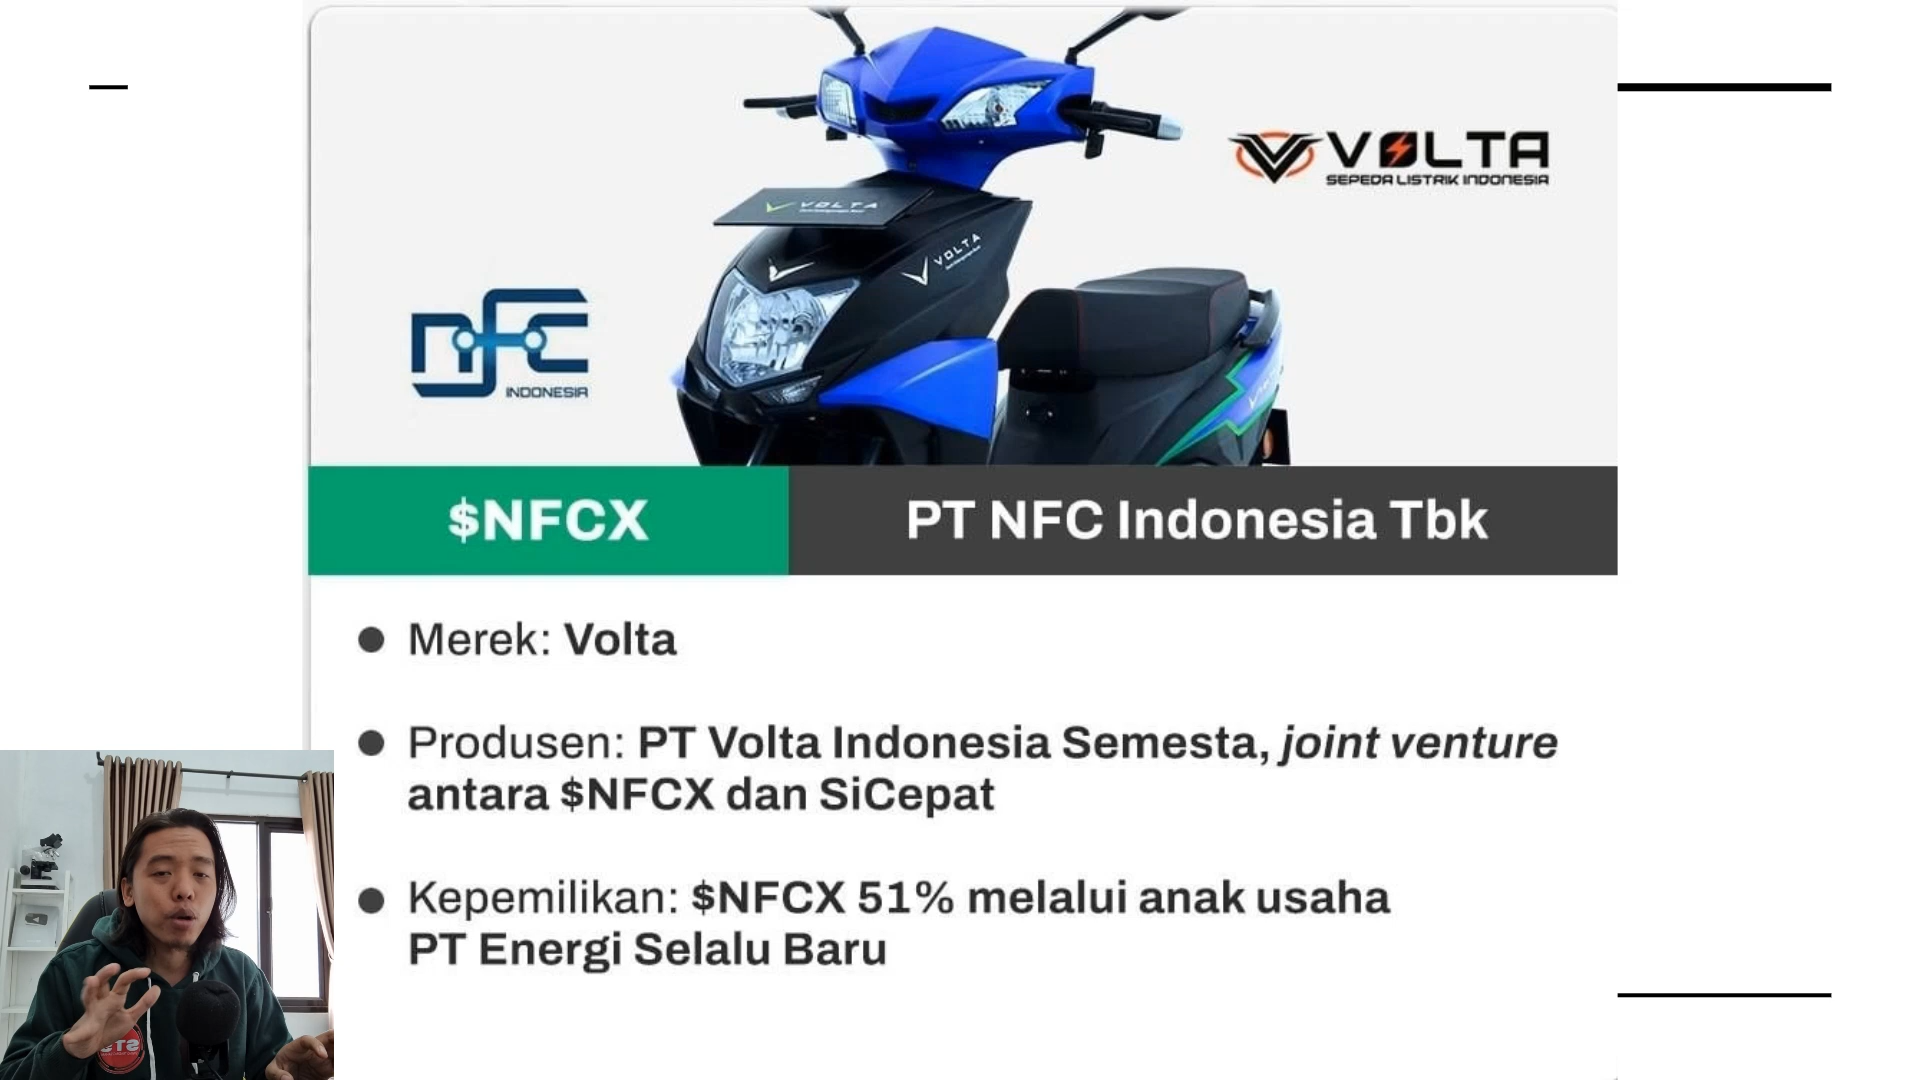 VOLTA
SEPEDA LISTRIK INDONESIA
VOLTA
VOLTA
nFC
INDONESIA
$NFCX
PT NFC Indonesia Tbk
Merek: Volta
Produsen: PT Volta Indonesia Semesta, joint venture
antara $NFCX dan SiCepat
Kepemilikan: $NFCX 51% melalui anak usaha
PT Energi Selalu Baru
STS